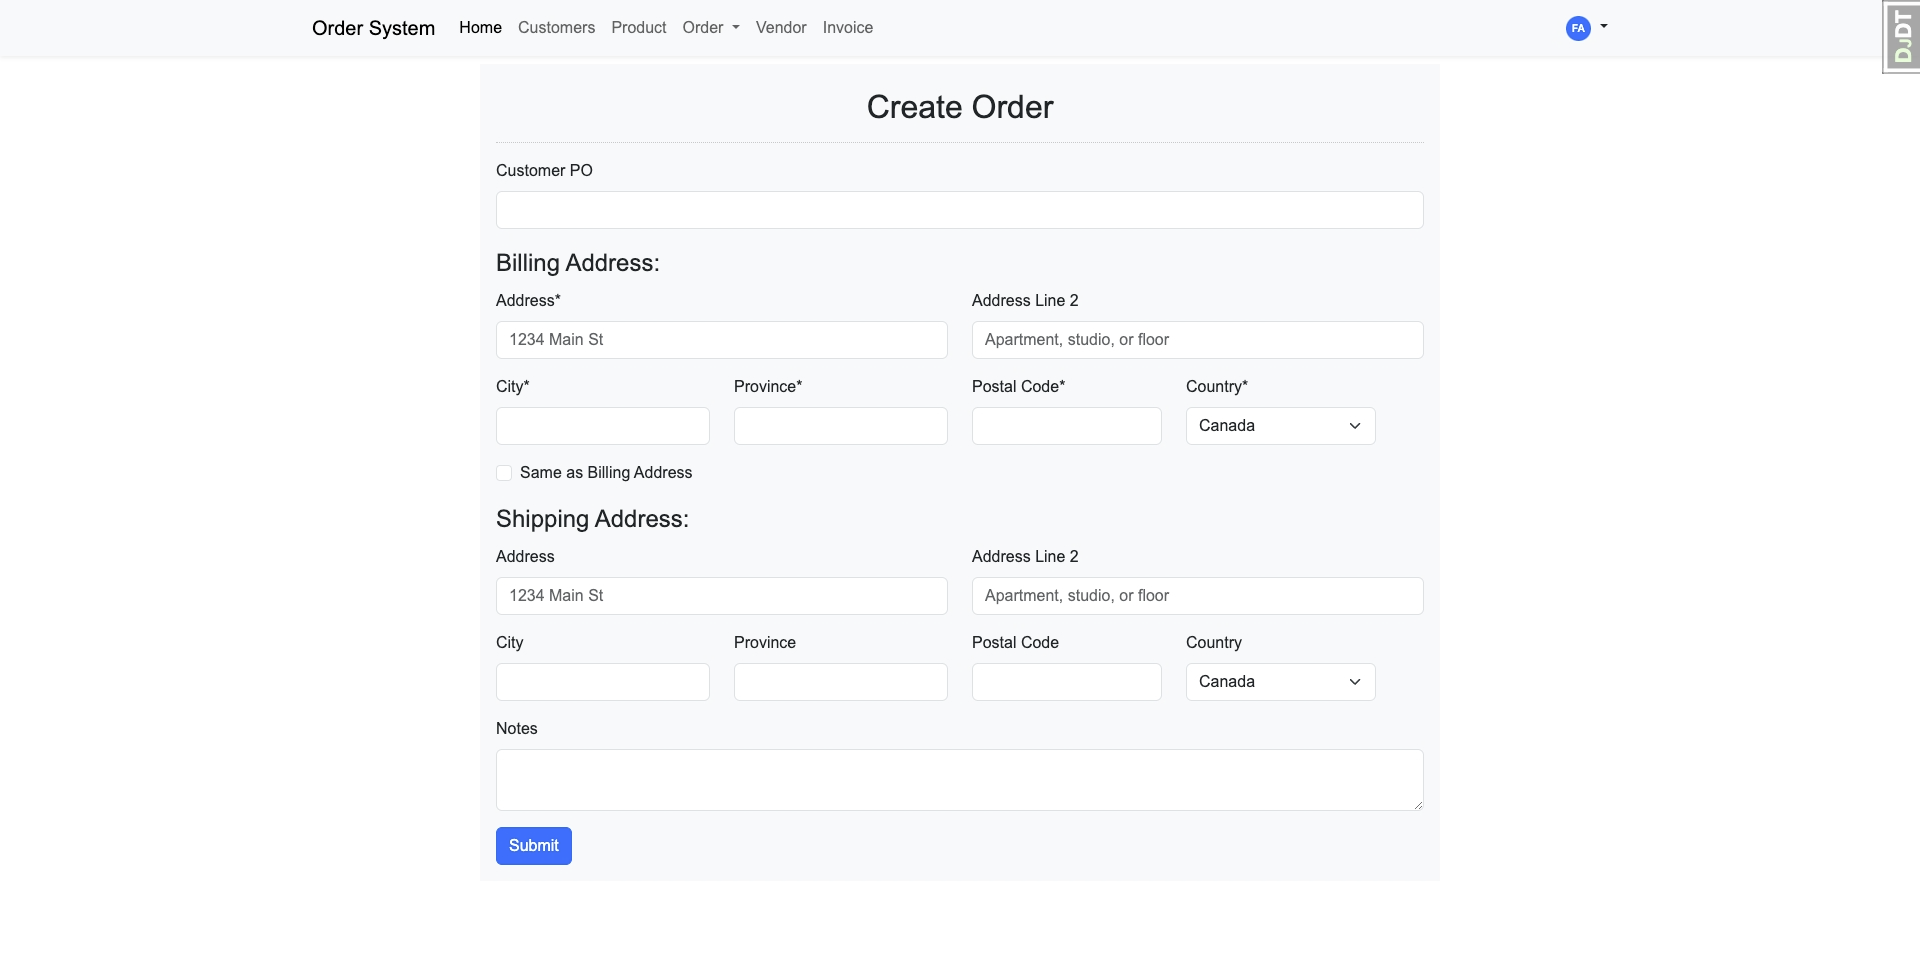 Order System Home Customers Product Order Vendor Invoice FA
DJDT
Create Order
Customer PO
Billing Address:
Address* Address Line 2
1234 Main St Apartment, studio, or floor
City* Province* Postal Code* Country*
Canada
Same as Billing Address
Shipping Address:
Address Address Line 2
1234 Main St Apartment, studio, or floor
City Province Postal Code Country
Canada
Notes
Submit